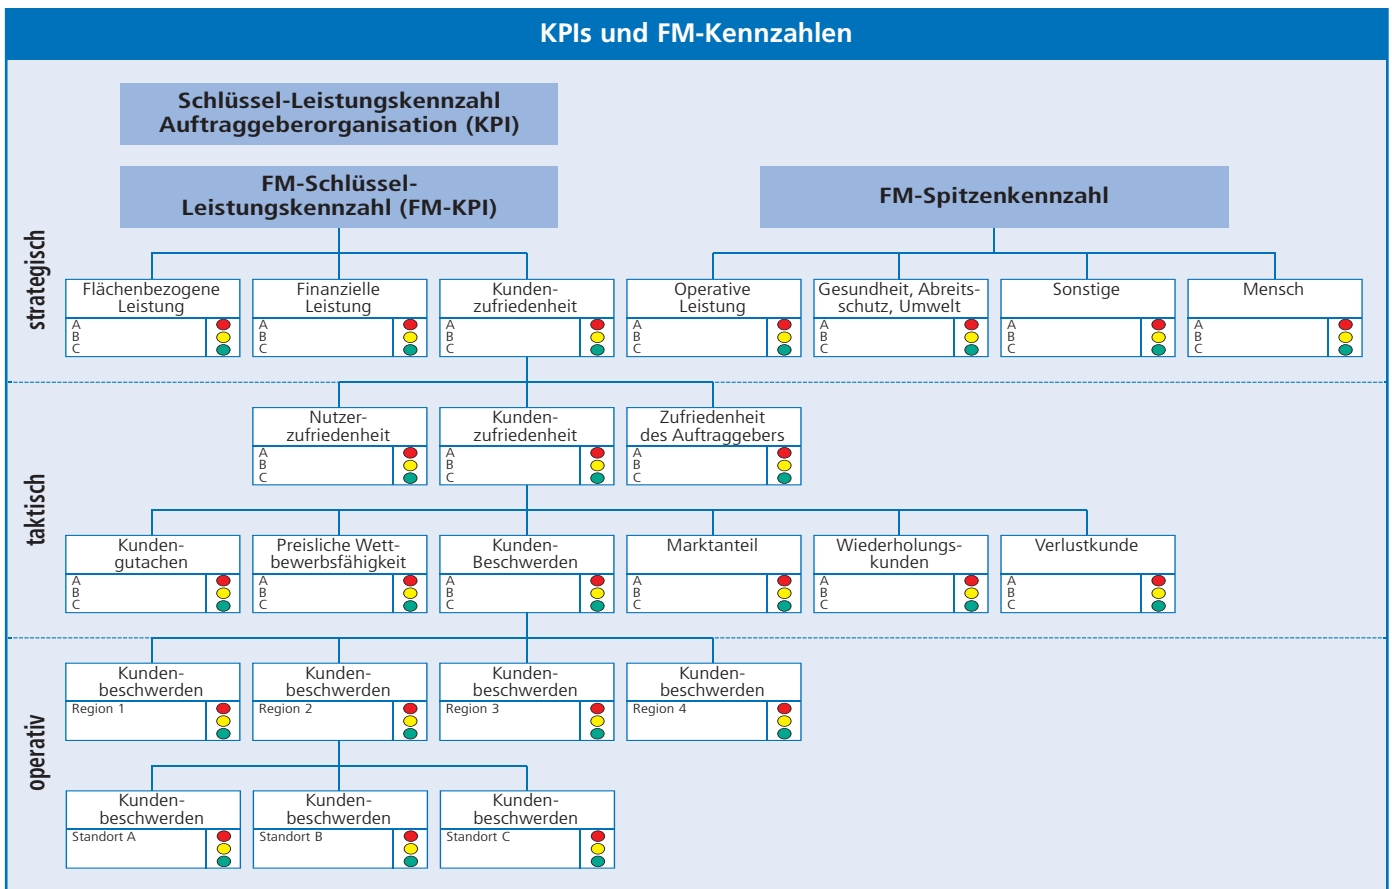 KPIs und FM-Kennzahlen
strategisch
Schlüssel-Leistungskennzahl
Auftraggeberorganisation (KPI)
FM-Schlüssel-
Leistungskennzahl (FM-KPI)
FM-Spitzenkennzahl
Flächenbezogene
Leistung
A
B
C
Finanzielle
Leistung
A
B
C
Kunden-
zufriedenheit
A
B
C
Operative
Leistung
A
B
C
Gesundheit, Abreits-
schutz, Umwelt
A
B
C
Sonstige
A
B
C
Mensch
A
B
C
taktisch
Nutzer-
zufriedenheit
A
B
C
Kunden-
zufriedenheit
A
B
C
Zufriedenheit
des Auftraggebers
A
B
C
Kunden-
gutachen
A
B
C
Preisliche Wett-
bewerbsfähigkeit
A
B
C
Kunden-
Beschwerden
A
B
C
Marktanteil
A
B
C
Wiederholungs-
kunden
A
B
C
Verlustkunde
A
B
C
operativ
Kunden-
beschwerden
Region 1
Kunden-
beschwerden
Region 2
Kunden-
beschwerden
Region 3
Kunden-
beschwerden
Region 4
Kunden-
beschwerden
Standort A
Kunden-
beschwerden
Standort B
Kunden-
beschwerden
Standort C